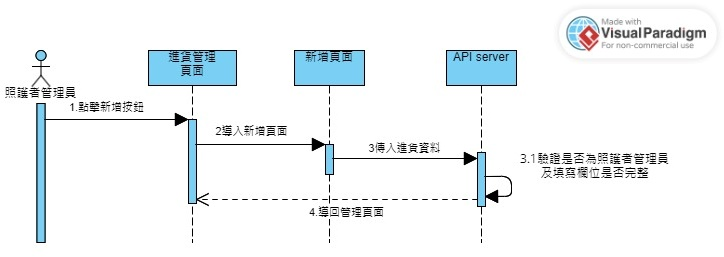 Made with
Visual Paradigm
For non-commercial use
進貨管理
頁面
新增頁面
API server
照護者管理員
1.點擊新增按鈕
2導入新增頁面
3傳入進貨資料
3.1驗證是否為照護者管理員
及填寫欄位是否完整
4.導回管理頁面